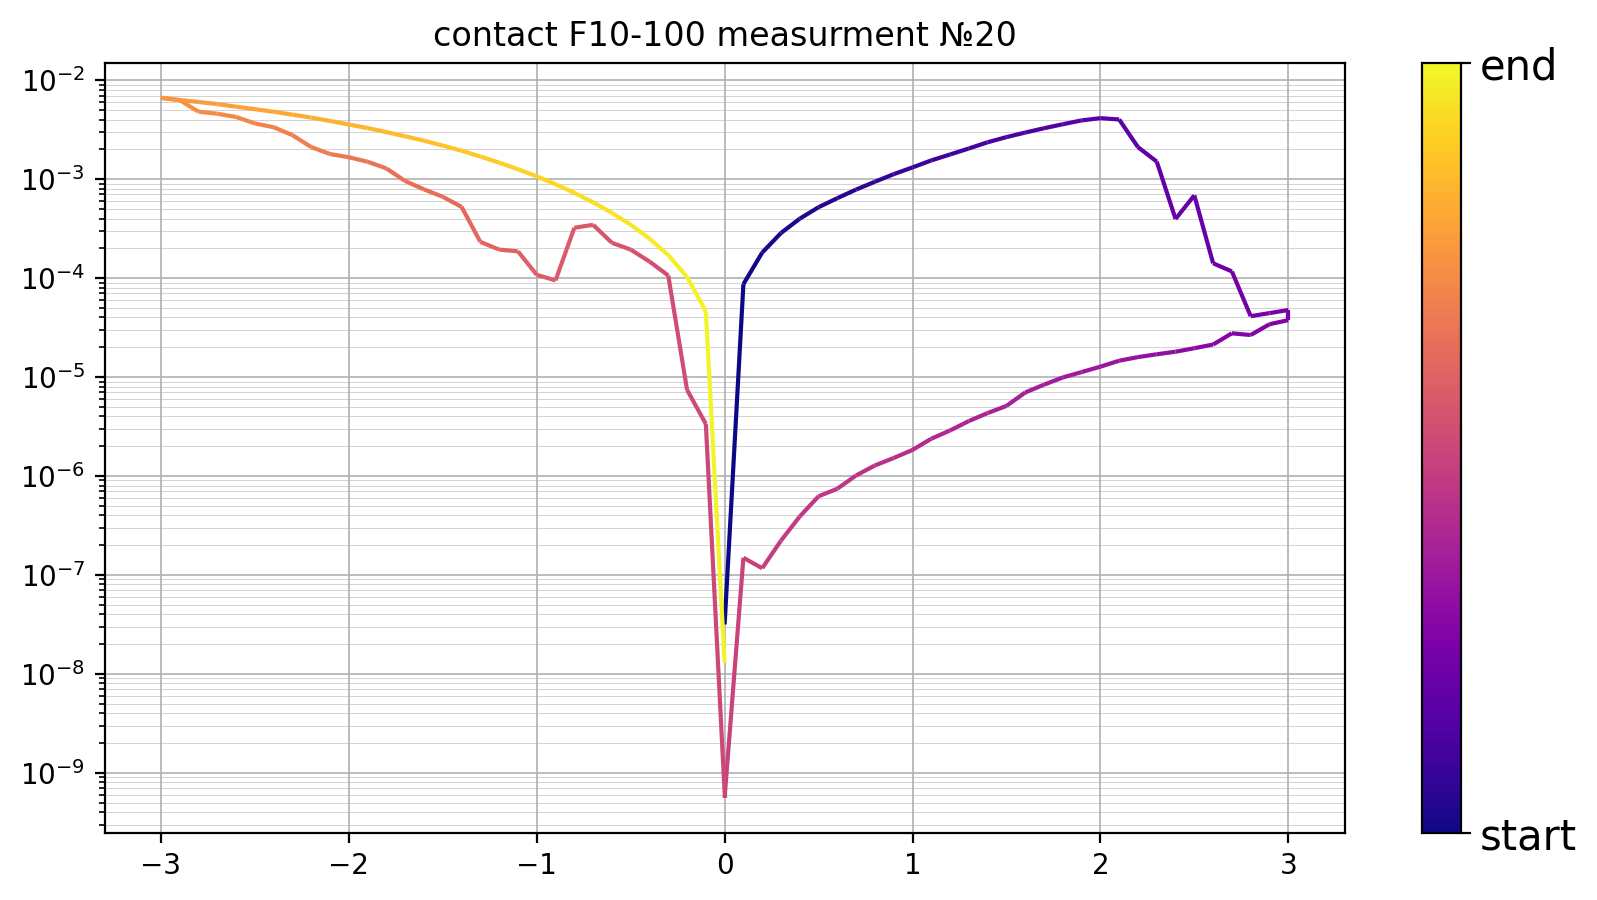 contact F10-100 measurment №20
10⁻²
10⁻³
10⁻⁴
10⁻⁵
10⁻⁶
10⁻⁷
10⁻⁸
10⁻⁹
−3 −2 −1 0 1 2 3
end
start